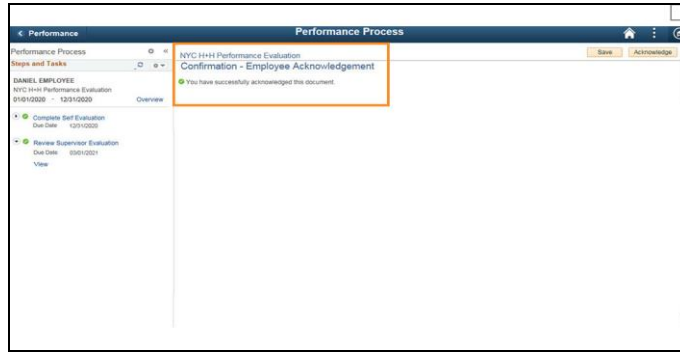 Performance
Performance Process
Performance Process
Save
Acknowledge
Steps and Tasks
DANIEL EMPLOYEE
NYC H+H Performance Evaluation
01/01/2020 - 12/31/2020
Overview
Complete Self Evaluation
Due Date 12/31/2020
Review Supervisor Evaluation
Due Date 03/01/2021
View
NYC H+H Performance Evaluation
Confirmation - Employee Acknowledgement
You have successfully acknowledged this document.